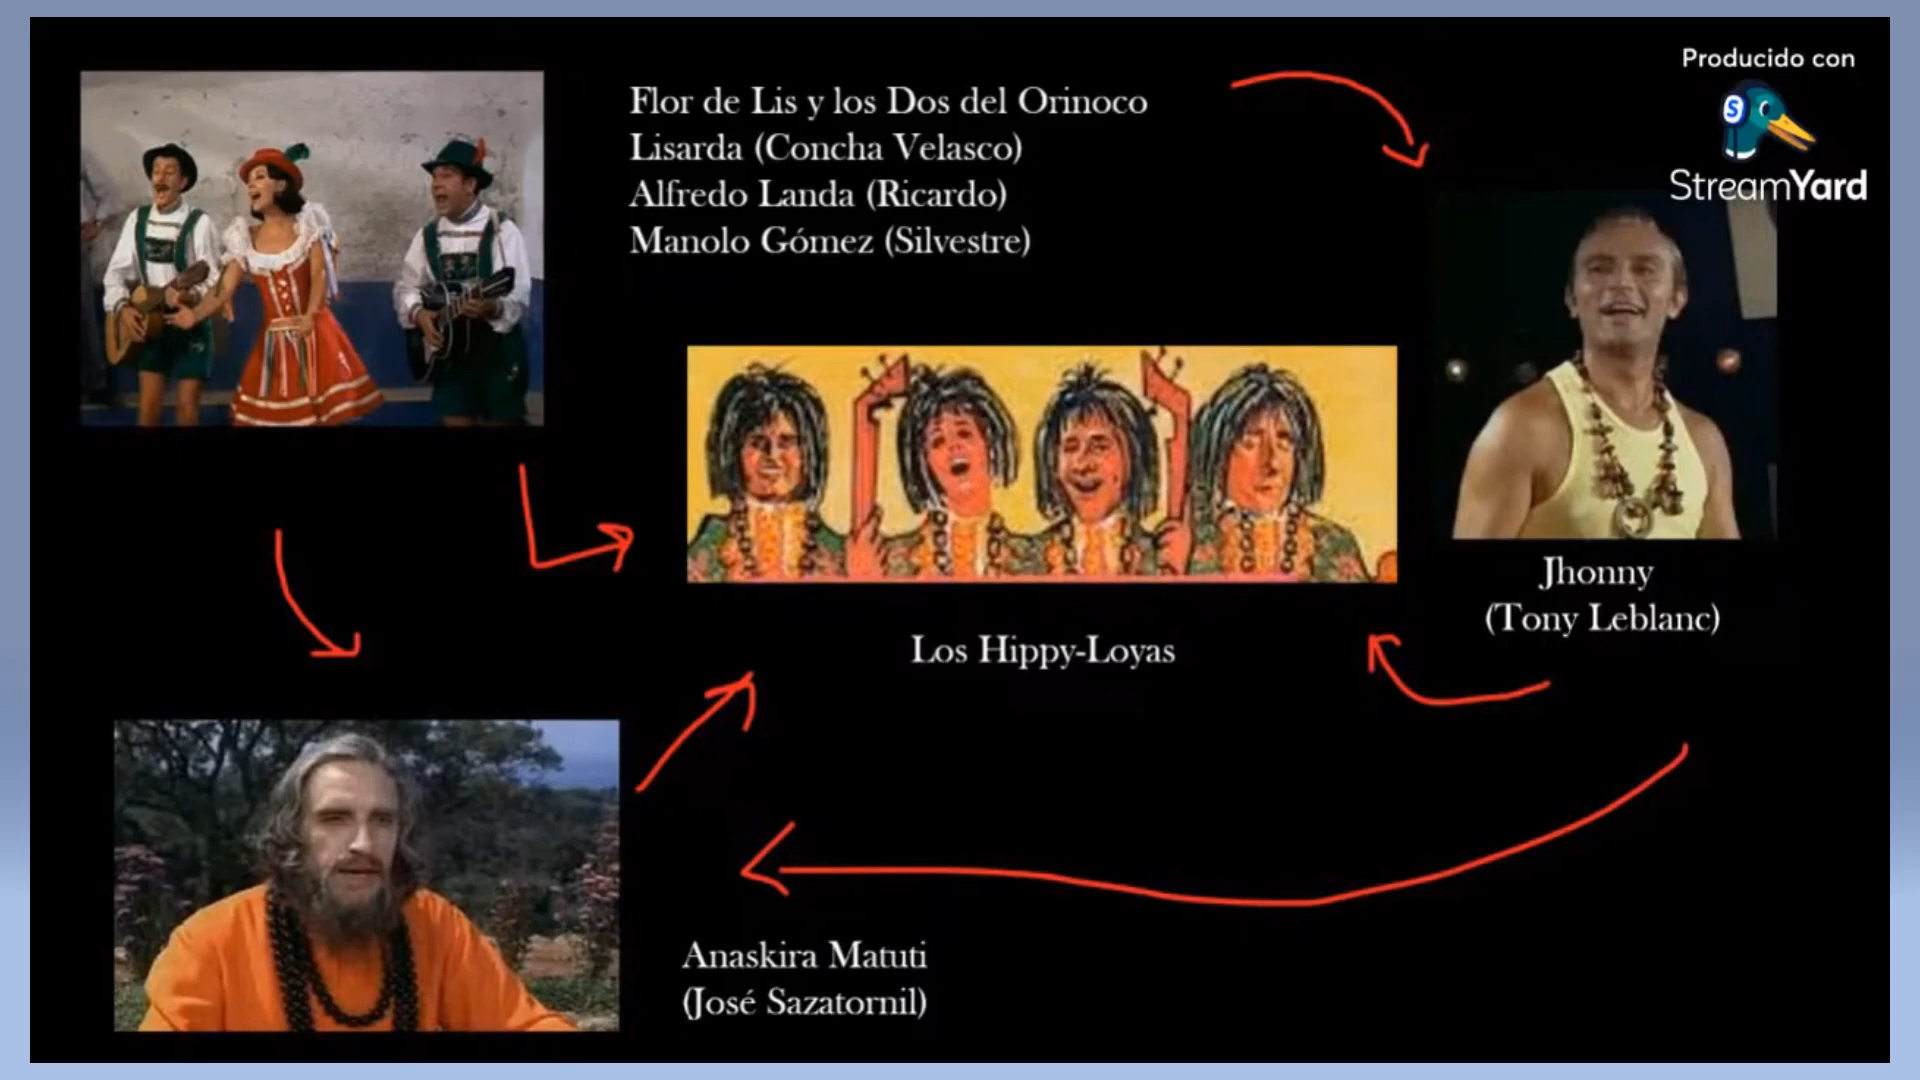 Producido con
S
StreamYard
Flor de Lis y los Dos del Orinoco
Lisarda (Concha Velasco)
Alfredo Landa (Ricardo)
Manolo Gómez (Silvestre)
Jhonny
(Tony Leblanc)
Los Hippy-Loyas
Anaskira Matuti
(José Sazatornil)